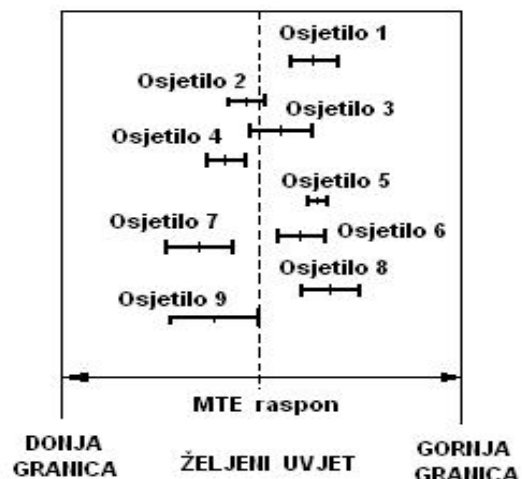 Osjetilo 1
Osjetilo 2
Osjetilo 3
Osjetilo 4
Osjetilo 5
Osjetilo 7
Osjetilo 6
Osjetilo 8
Osjetilo 9
MTE raspon
DONJA
GRANICA
ŽELJENI UVJET
GORNJA
GRANICA